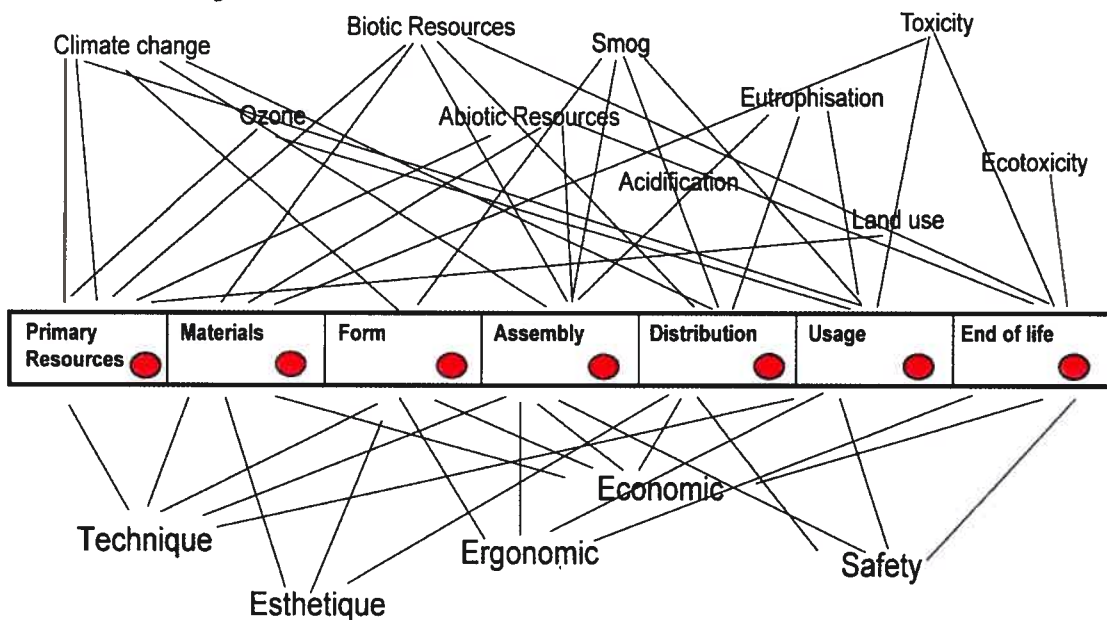 Climate change
Biotic Resources
Smog
Toxicity
Ozone
Abiotic Resources
Eutrophisation
Acidification
Ecotoxicity
Land use
Primary
Resources
Materials
Form
Assembly
Distribution
Usage
End of life
Economic
Technique
Ergonomic
Safety
Esthetique